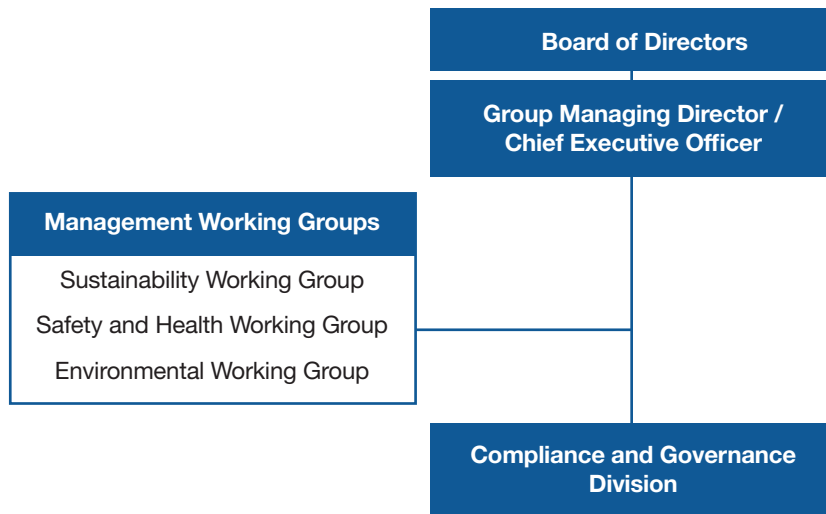 Board of Directors
Group Managing Director /
Chief Executive Officer
Management Working Groups
Sustainability Working Group
Safety and Health Working Group
Environmental Working Group
Compliance and Governance
Division